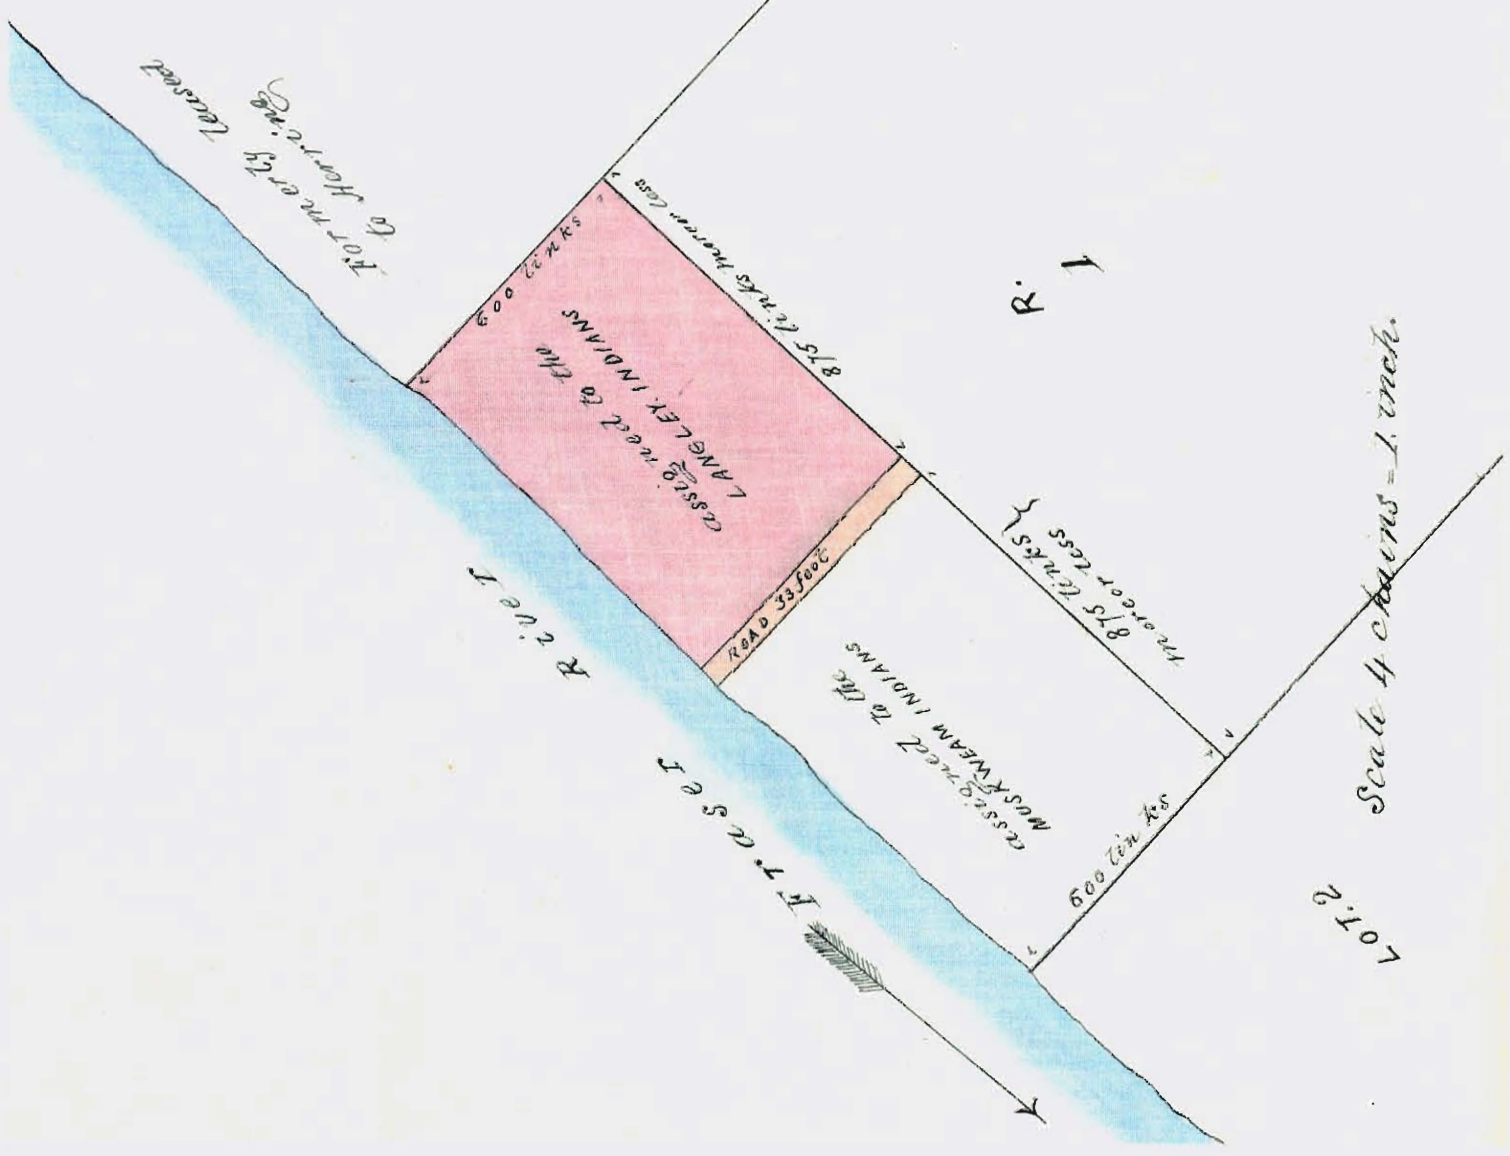 Formerly leased
to Herring
600 links
875 links more or less
assigned to the
LANGLEY INDIANS
R. 1
ROAD 33 foot
875 links }
more or less
assigned to the
MUSKWEAM INDIANS
600 links
River
Fraser
LOT. 2
Scale 4 chains = 1. inch.